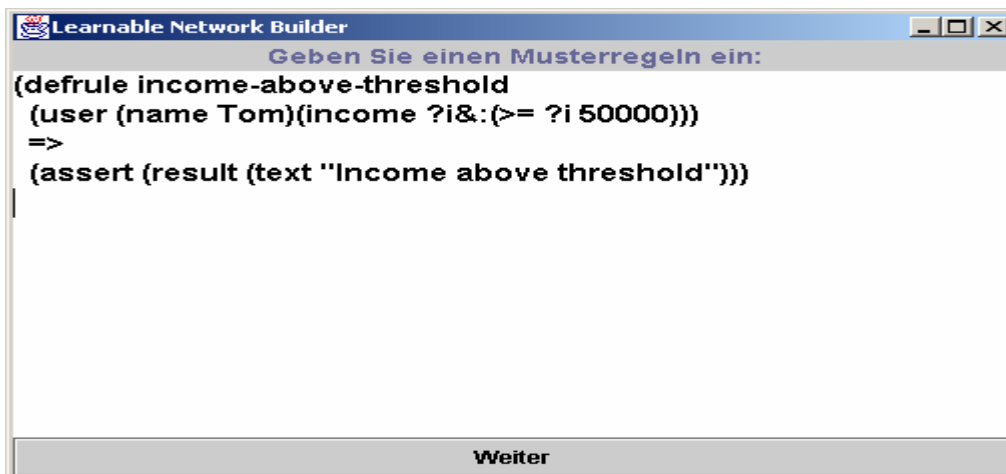 Learnable Network Builder
Geben Sie einen Musterregeln ein:
(defrule income-above-threshold
(user (name Tom)(income ?i&:(>= ?i 50000)))
=>
(assert (result (text "Income above threshold")))
Weiter